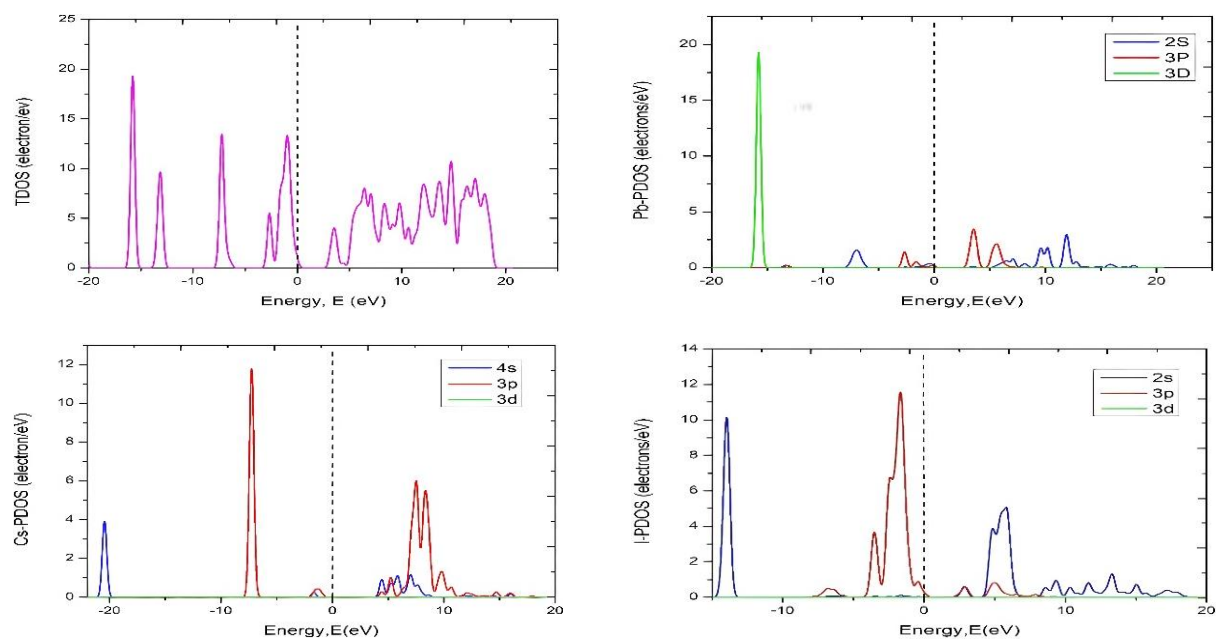 TDOS (electron/ev)
25
20
15
10
5
0
-20
-10
0
10
20
Energy, E (eV)
Pb-PDOS (electrons/eV)
20
15
10
5
0
-20
-10
0
10
20
Energy,E(eV)
2S
3P
3D
Cs-PDOS (electron/eV)
12
10
8
6
4
2
0
-20
-10
0
10
20
Energy,E(eV)
4s
3p
3d
I-PDOS (electrons/eV)
14
12
10
8
6
4
2
0
-10
0
10
20
Energy,E(eV)
2s
3p
3d